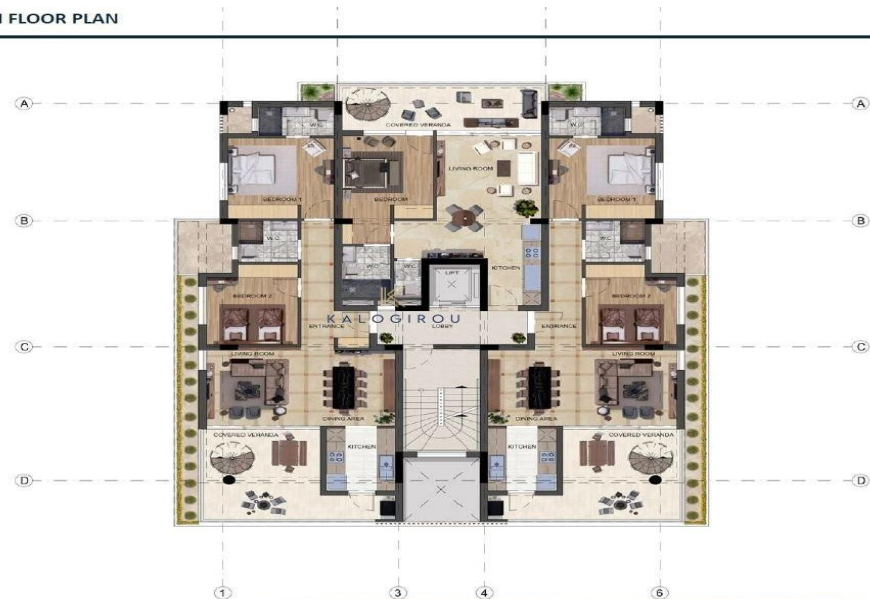 FLOOR PLAN
A
A
W.C
COVERED VERANDA
W.C
LIVING ROOM
BEDROOM 1
BEDROOM
BEDROOM 1
B
B
W.C
W.C
W.C
W.C
KITCHEN
LIFT
BEDROOM 2
BEDROOM 2
KALOGIROU
ENTRANCE
LOBBY
ENTRANCE
C
C
LIVING ROOM
LIVING ROOM
DINING AREA
DINING AREA
COVERED VERANDA
KITCHEN
KITCHEN
COVERED VERANDA
D
D
1
3
4
6